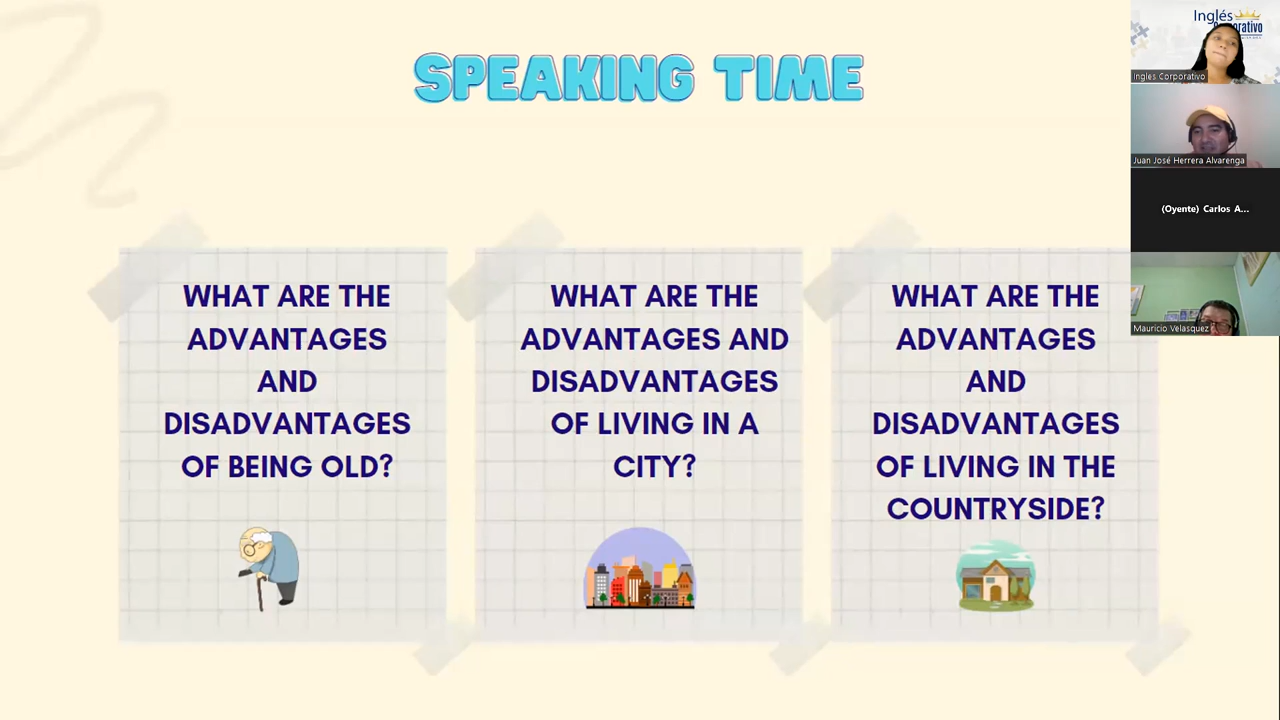 SPEAKING TIME
WHAT ARE THE
ADVANTAGES
AND
DISADVANTAGES
OF BEING OLD?
WHAT ARE THE
ADVANTAGES AND
DISADVANTAGES
OF LIVING IN A
CITY?
WHAT ARE THE
ADVANTAGES
AND
DISADVANTAGES
OF LIVING IN THE
COUNTRYSIDE?
Inglés
Ingles Corporativo
Juan José Herrera Alvarenga
(Oyente) Carlos A...
Mauricio Velasquez